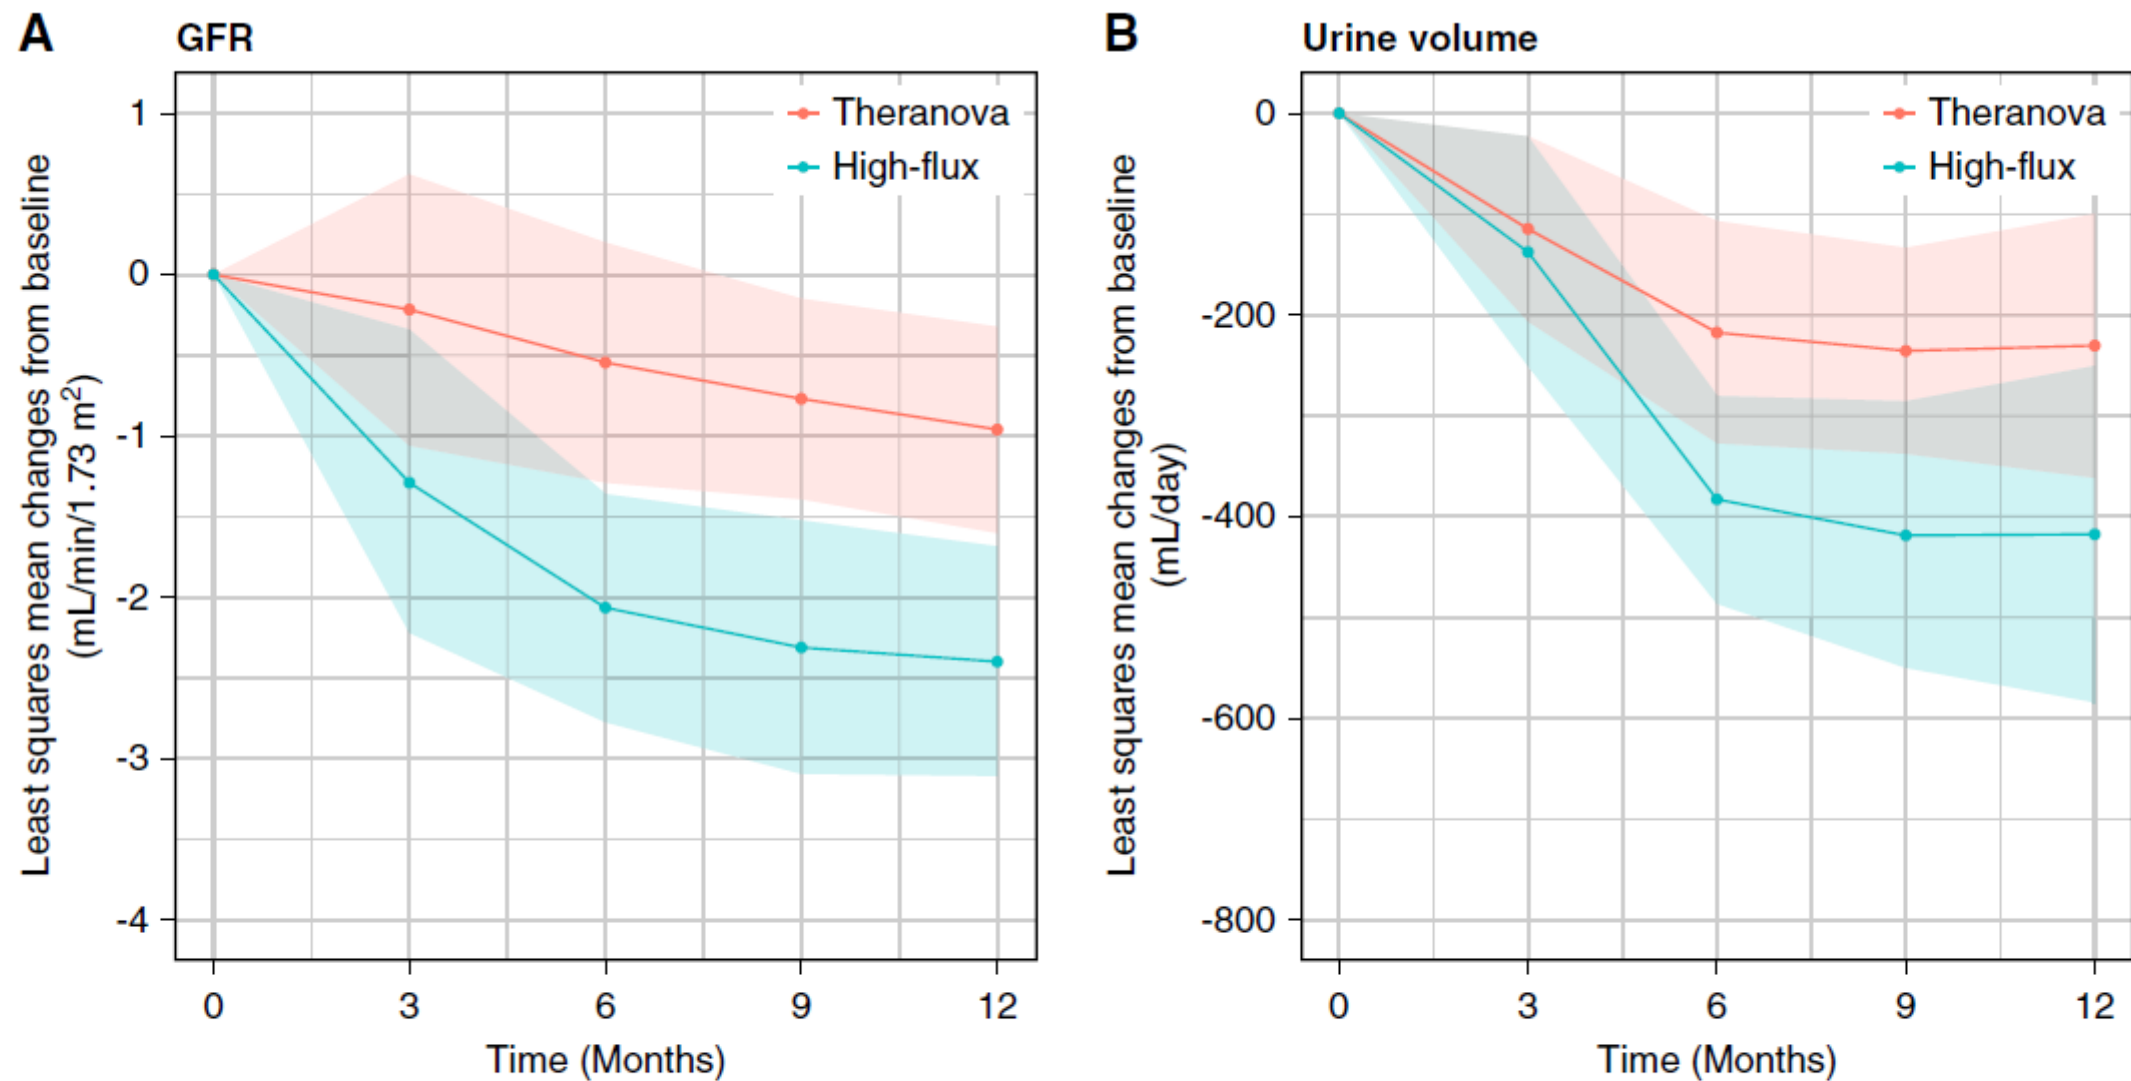 A
GFR
Least squares mean changes from baseline
(mL/min/1.73 m²)
1
0
-1
-2
-3
-4
Theranova
High-flux
0 3 6 9 12
Time (Months)
B
Urine volume
Least squares mean changes from baseline
(mL/day)
0
-200
-400
-600
-800
Theranova
High-flux
0 3 6 9 12
Time (Months)